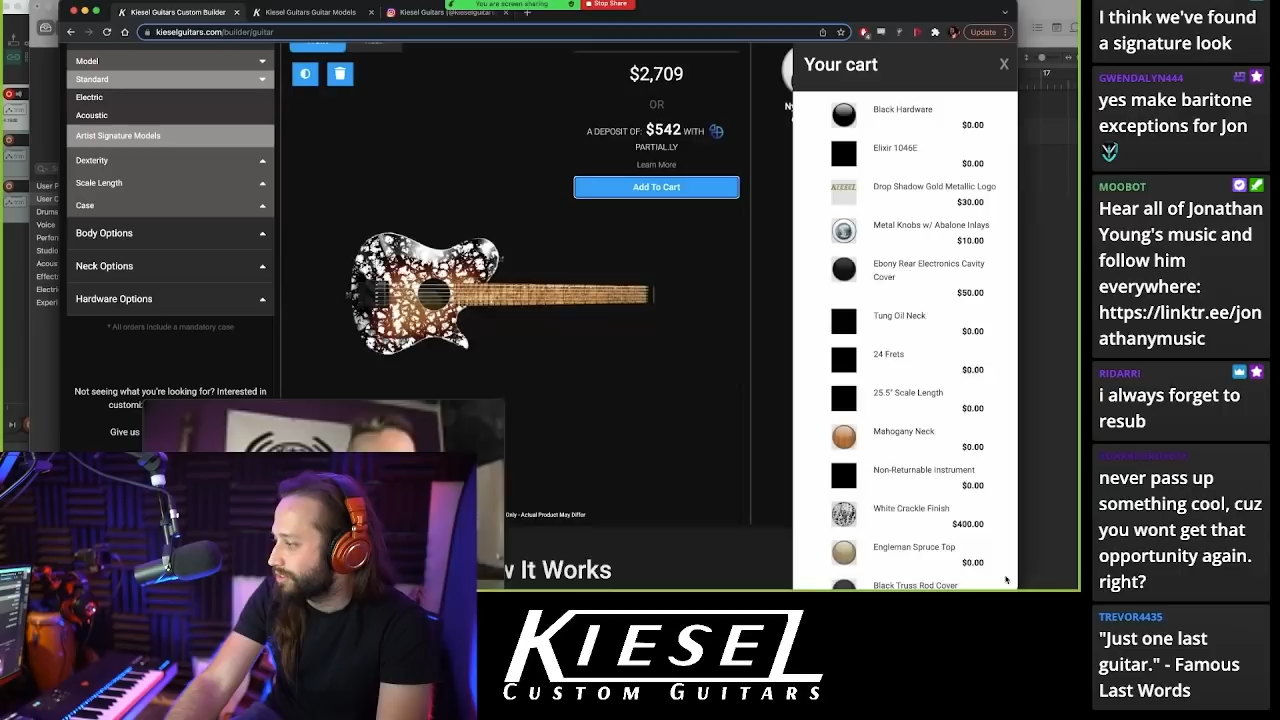 You are screen sharing
Stop Share
Kiesel Guitars Custom Builder
Kiesel Guitars Guitar Models
kieselguitars.com/builder/guitar
Update
Model
Standard
Electric
Acoustic
Artist Signature Models
Dexterity
Scale Length
Case
Body Options
Neck Options
Hardware Options
* All orders include a mandatory case
Not seeing what you're looking for? Interested in
Give us
$2,709
OR
A DEPOSIT OF: $542 WITH
PARTIAL.LY
Learn More
Add To Cart
Only - Actual Product May Differ
w It Works
Your cart
X
Black Hardware
$0.00
Elixir 1046E
$0.00
Drop Shadow Gold Metallic Logo
$30.00
Metal Knobs w/ Abalone Inlays
$10.00
Ebony Rear Electronics Cavity
Cover
$50.00
Tung Oil Neck
$0.00
24 Frets
$0.00
25.5" Scale Length
$0.00
Mahogany Neck
$0.00
Non-Returnable Instrument
$0.00
White Crackle Finish
$400.00
Engleman Spruce Top
$0.00
Black Truss Rod Cover
17
KIESEL
CUSTOM GUITARS
I think its cool and
a signature look
GWENDALYN444
yes make baritone
exceptions for Jon
MOOBOT
Hear all of Jonathan
Young's music and
follow him
everywhere:
https://linktr.ee/jon
athanymusic
RIDARRI
i always forget to
resub
never pass up
something gol, cuz
you wont get that
opportunity again.
right?
TREVOR4435
"Just one last
guitar." - Famous
Last Words